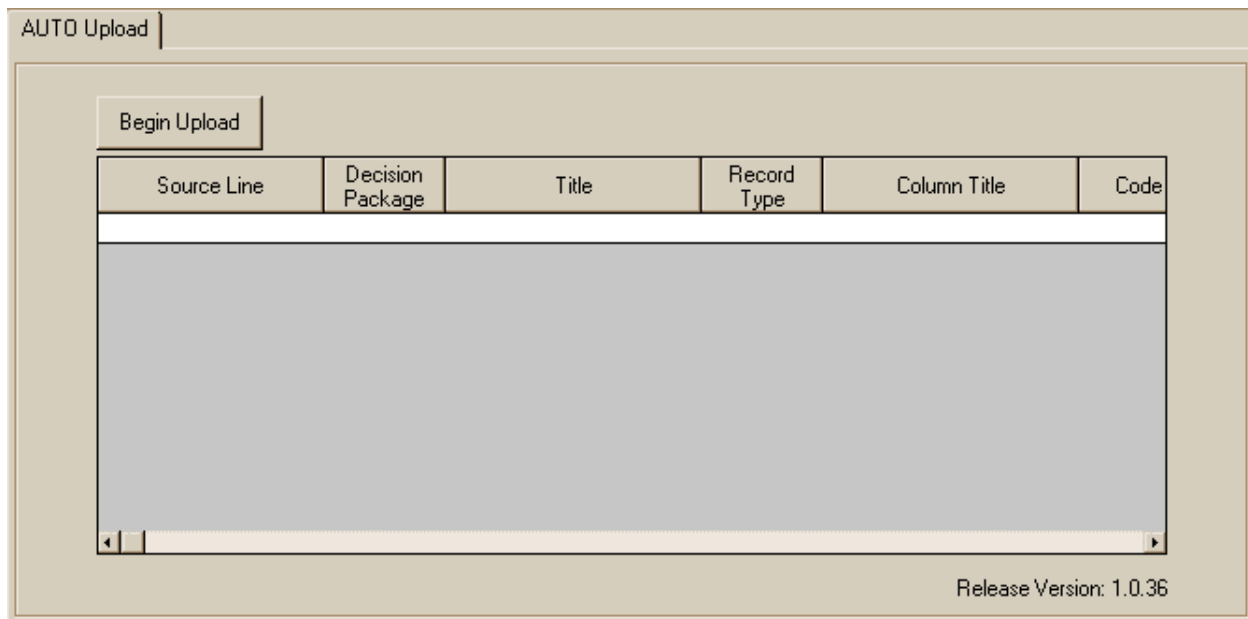 AUTO Upload
Begin Upload
Source Line
Decision
Package
Title
Record
Type
Column Title
Code
Release Version: 1.0.36